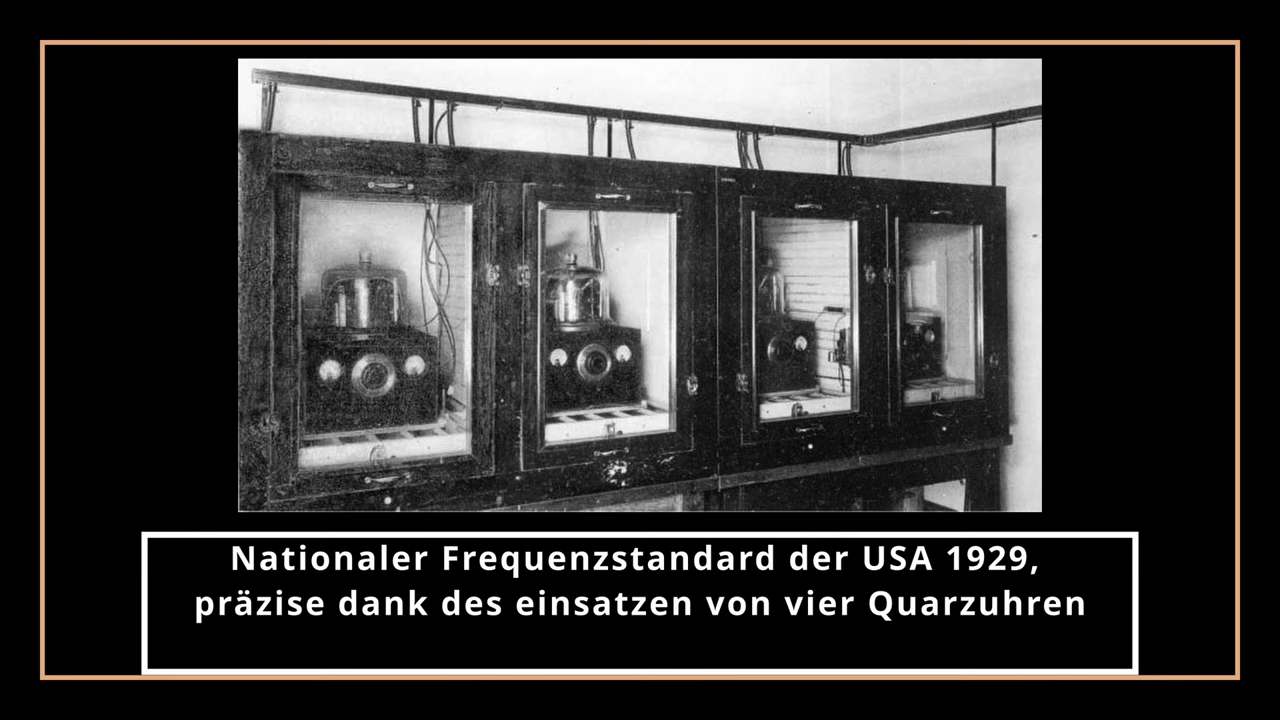 Nationaler Frequenzstandard der USA 1929,
präzise dank des einsatzen von vier Quarzuhren